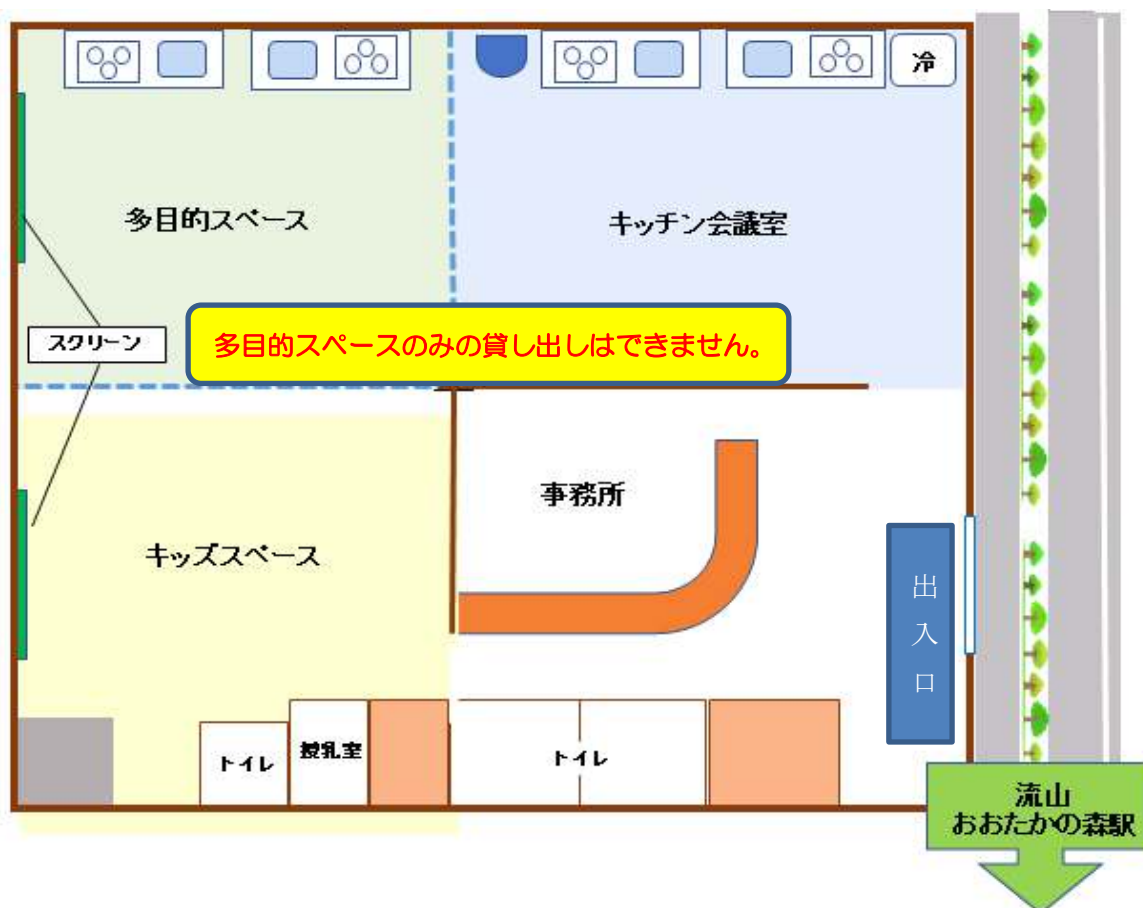 冷
多目的スペース
キッチン会議室
スクリーン
多目的スペースのみの貸し出しはできません。
事務所
キッズスペース
出入口
トイレ
授乳室
トイレ
流山
おおたかの森駅